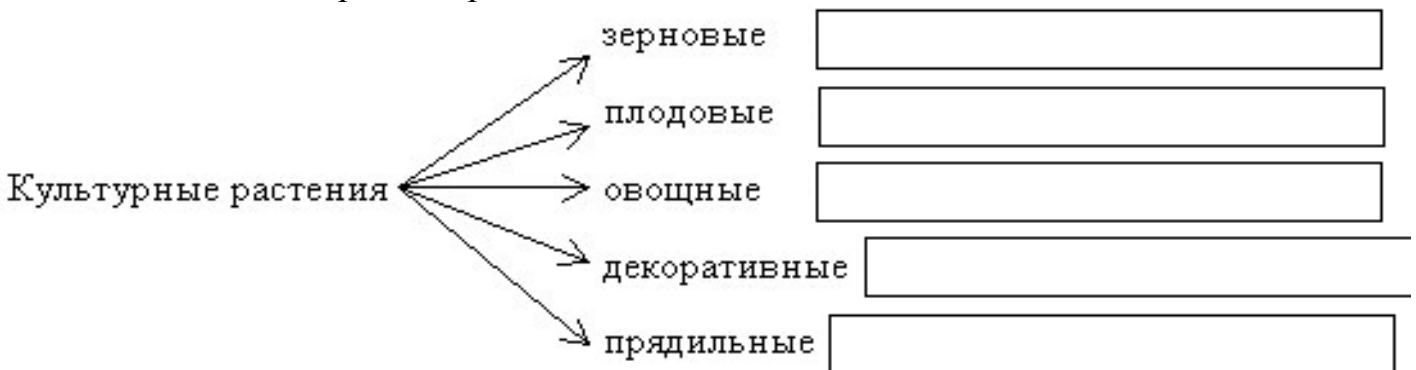 зерновые
плодовые
Культурные растения
овощные
декоративные
прядильные